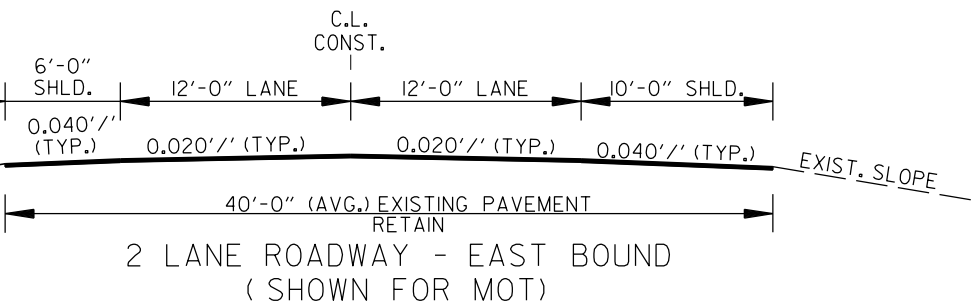 C.L.
CONST.
6'-0"
SHLD.
12'-0" LANE
12'-0" LANE
10'-0" SHLD.
0.040'/'
(TYP.)
0.020'/' (TYP.)
0.020'/' (TYP.)
0.040'/' (TYP.)
EXIST. SLOPE
40'-0" (AVG.) EXISTING PAVEMENT
RETAIN
2 LANE ROADWAY - EAST BOUND
(SHOWN FOR MOT)